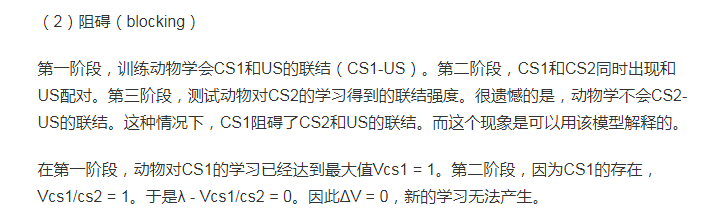 （2）阻碍（blocking）
第一阶段，训练动物学会CS1和US的联结（CS1-US）。第二阶段，CS1和CS2同时出现和
US配对。第三阶段，测试动物对CS2的学习得到的联结强度。很遗憾的是，动物学不会CS2-
US的联结。这种情况下，CS1阻碍了CS2和US的联结。而这个现象是可以用该模型解释的。
在第一阶段，动物对CS1的学习已经达到最大值Vcs1 = 1。第二阶段，因为CS1的存在，
Vcs1/cs2 = 1。于是λ - Vcs1/cs2 = 0。因此ΔV = 0，新的学习无法产生。